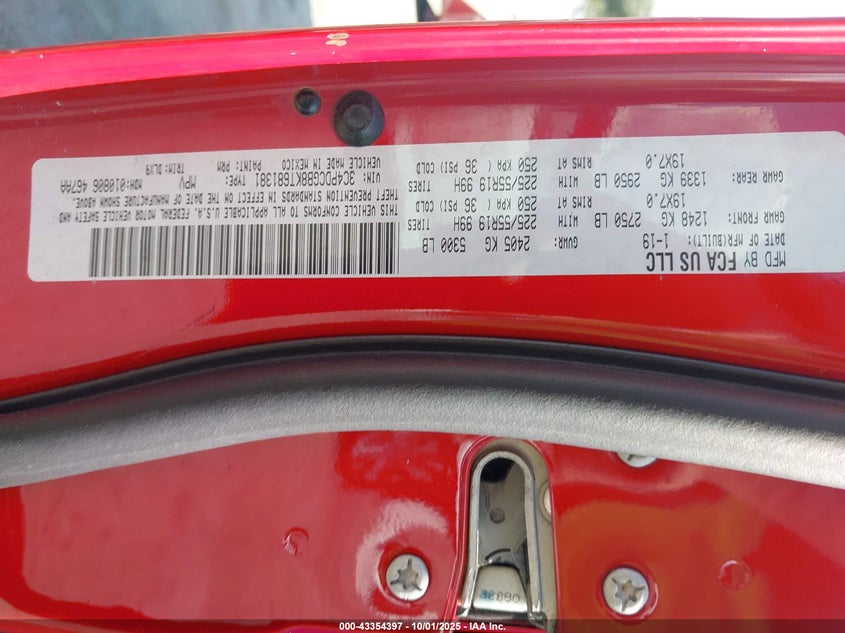 MFD BY FCA US LLC
DATE OF MFR(BUILT): 1-19 GVWR: 2405 KG 5300 LB
GAWR FRONT: 1248 KG 2750 LB WITH TIRES 225/55R19 99H
19X7.0 RIMS AT 250 KPA ( 36 PSI) COLD
GAWR REAR: 1339 KG 2950 LB WITH TIRES 225/55R19 99H
19X7.0 RIMS AT 250 KPA ( 36 PSI) COLD
THIS VEHICLE CONFORMS TO ALL APPLICABLE U.S.A. FEDERAL MOTOR VEHICLE SAFETY AND
THEFT PREVENTION STANDARDS IN EFFECT ON THE DATE OF MANUFACTURE SHOWN ABOVE.
VIN: 3C4PDCGB8KT681381 TYPE: MPV MDH:010806 467AA
VEHICLE MADE IN MEXICO PAINT: PRM TRIM: DLX9
000-43354397 • 10/01/2025 • IAA Inc.